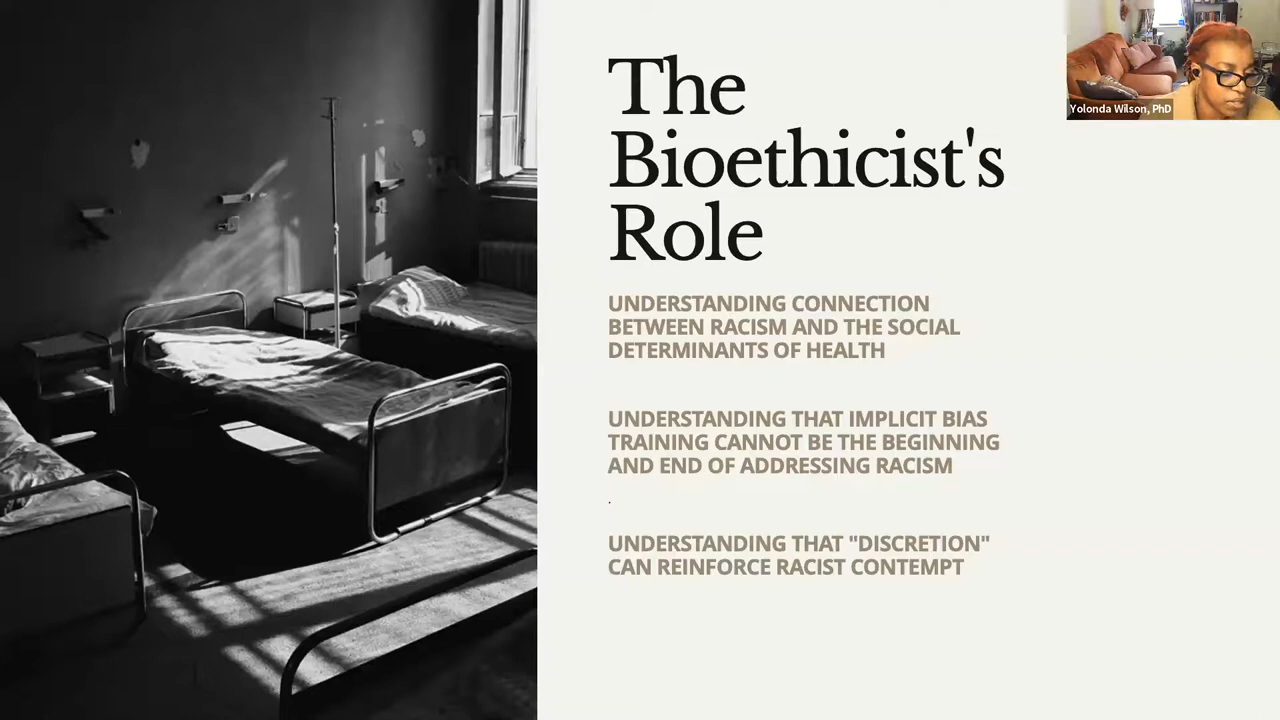 The
Bioethicist's
Role
UNDERSTANDING CONNECTION
BETWEEN RACISM AND THE SOCIAL
DETERMINANTS OF HEALTH
UNDERSTANDING THAT IMPLICIT BIAS
TRAINING CANNOT BE THE BEGINNING
AND END OF ADDRESSING RACISM
.
UNDERSTANDING THAT "DISCRETION"
CAN REINFORCE RACIST CONTEMPT
Yolonda Wilson, PhD